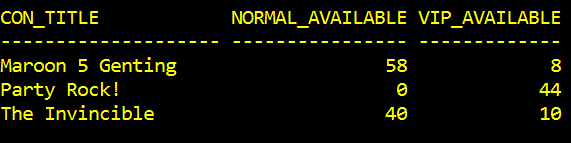 CON_TITLE            NORMAL_AVAILABLE VIP_AVAILABLE
-------------------- ---------------- -------------
Maroon 5 Genting                   58             8
Party Rock!                         0            44
The Invincible                     40            10